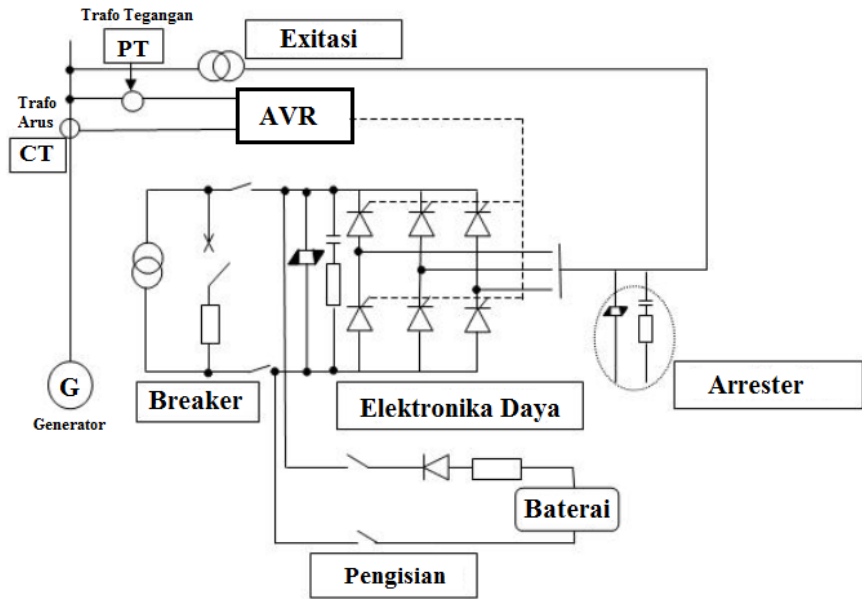 Trafo Tegangan
PT
Exitasi
Trafo
Arus
CT
AVR
G
Generator
Breaker
Elektronika Daya
Arrester
Baterai
Pengisian